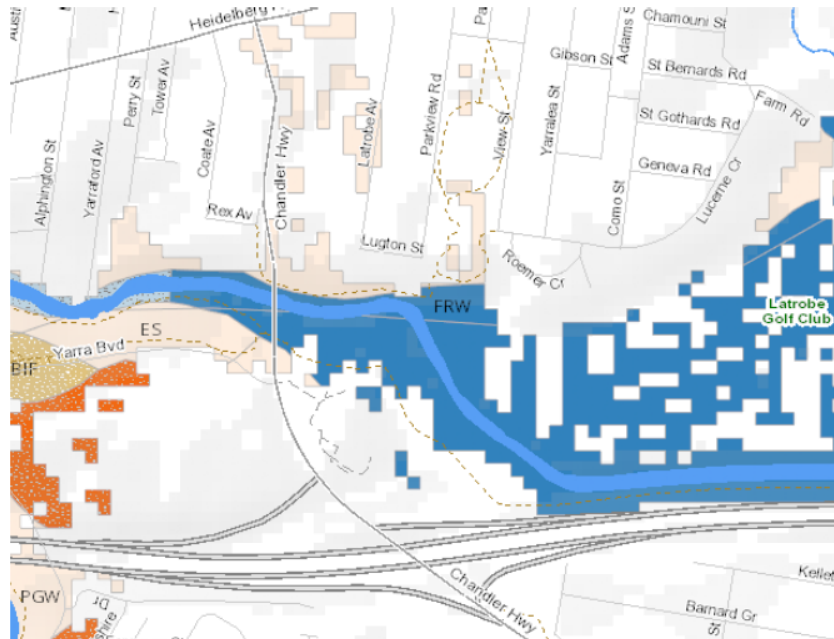 Heidelberg
Chamouni St
Gibson St
Adams St
St Bernards Rd
Farm Rd
Perry St
Tower Av
Coate Av
Chandler Hwy
Latrobe Av
Parkview Rd
View St
Yarralea St
St Gothards Rd
Geneva Rd
Alphington St
Yarraford Av
Como St
Lucerne Cr
Rex Av
Lugton St
Roemer Cr
FRW
Latrobe
Golf Club
ES
Yarra Bvd
BIF
PGW
Chandler Hwy
Barnard Gr
St
Dr